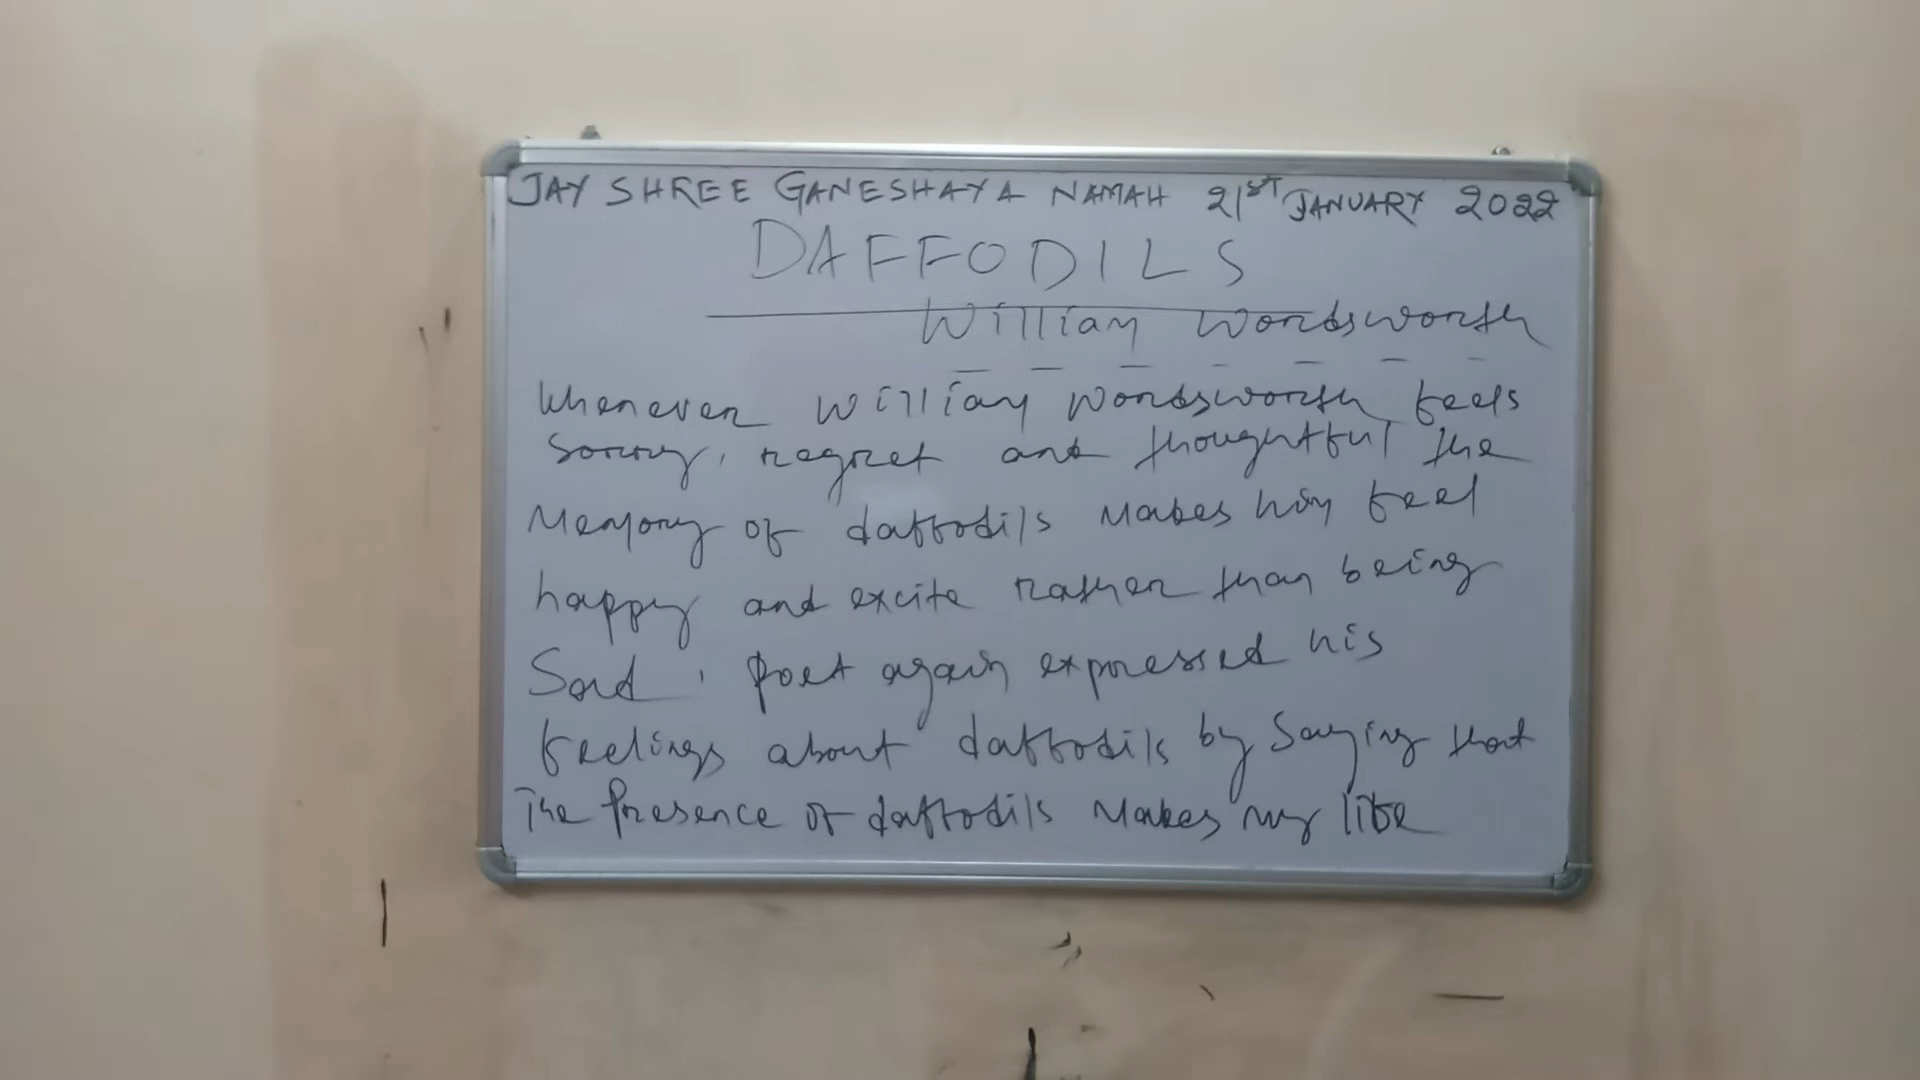 JAY SHREE GANESHAYA NAMAH 21ST JANUARY 2022
DAFFODILS
William Wordsworth
Whenever William Wordsworth feels
sorry, regret and thoughtful the
Memory of daffodils makes him feel
happy and excite rather than being
Sad. Poet again expressed his
feelings about daffodils by Saying that
The Presence of daffodils Makes my life